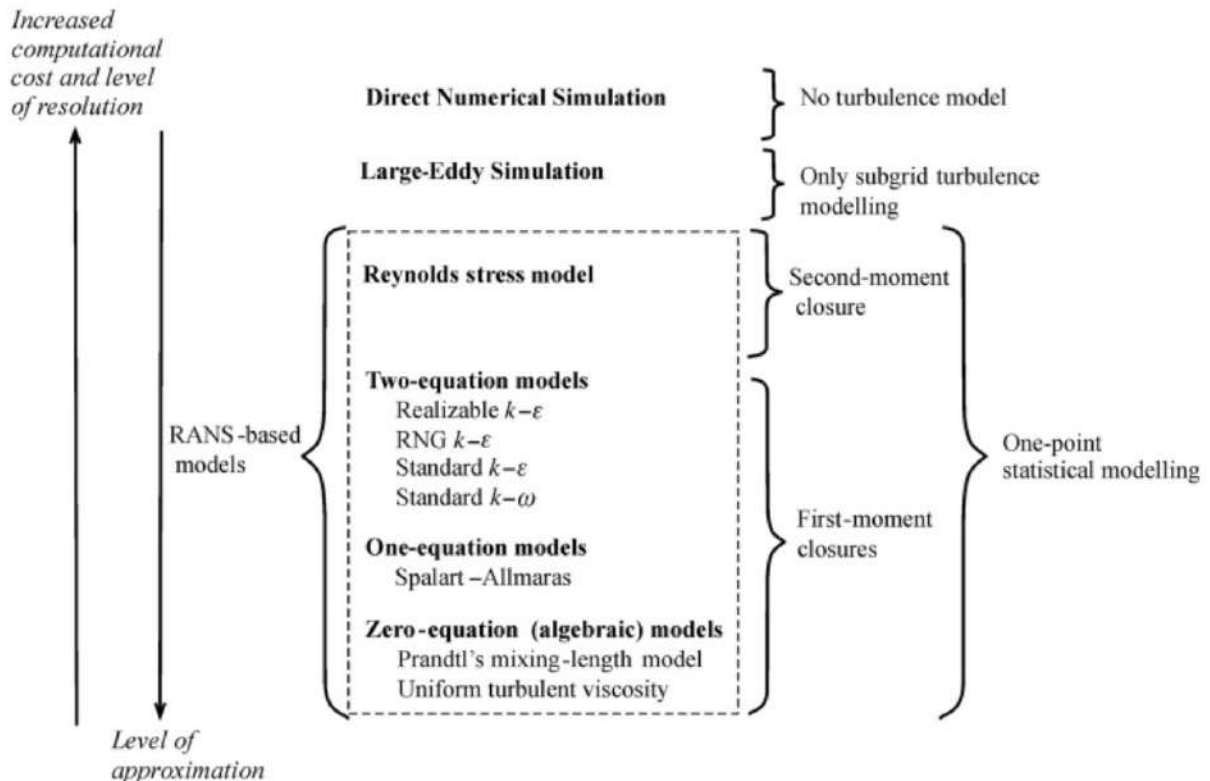 Increased
computational
cost and level
of resolution
Direct Numerical Simulation
No turbulence model
Large-Eddy Simulation
Only subgrid turbulence
modelling
Reynolds stress model
Second-moment
closure
Two-equation models
Realizable k–ε
RNG k–ε
Standard k–ε
Standard k–ω
RANS-based
models
One-point
statistical modelling
First-moment
closures
One-equation models
Spalart–Allmaras
Zero-equation (algebraic) models
Prandtl's mixing-length model
Uniform turbulent viscosity
Level of
approximation